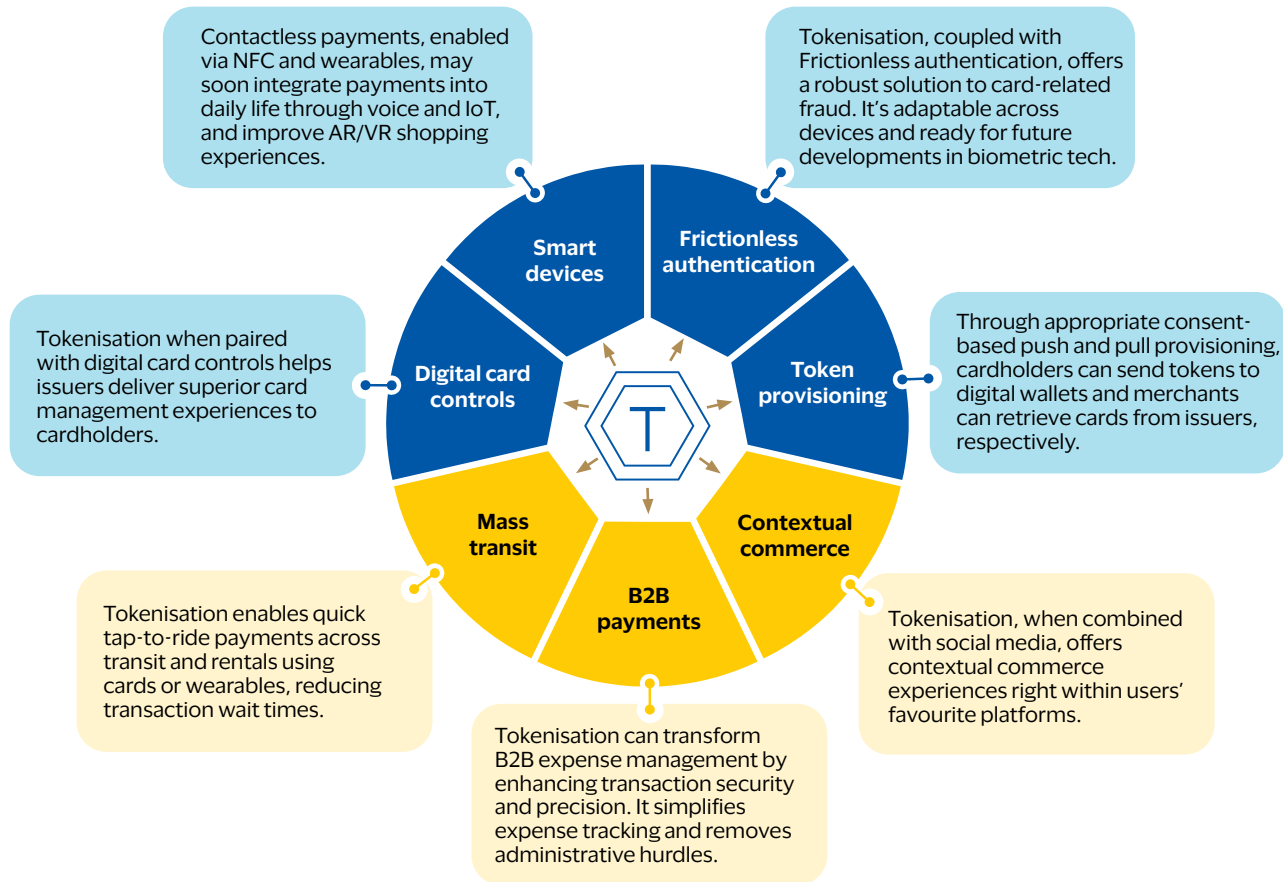 Contactless payments, enabled
via NFC and wearables, may
soon integrate payments into
daily life through voice and IoT,
and improve AR/VR shopping
experiences.
Tokenisation, coupled with
Frictionless authentication, offers
a robust solution to card-related
fraud. It’s adaptable across
devices and ready for future
developments in biometric tech.
Smart
devices
Frictionless
authentication
Tokenisation when paired
with digital card controls helps
issuers deliver superior card
management experiences to
cardholders.
Digital card
controls
T
Token
provisioning
Through appropriate consent-
based push and pull provisioning,
cardholders can send tokens to
digital wallets and merchants
can retrieve cards from issuers,
respectively.
Mass
transit
B2B
payments
Contextual
commerce
Tokenisation enables quick
tap-to-ride payments across
transit and rentals using
cards or wearables, reducing
transaction wait times.
Tokenisation can transform
B2B expense management by
enhancing transaction security
and precision. It simplifies
expense tracking and removes
administrative hurdles.
Tokenisation, when combined
with social media, offers
contextual commerce
experiences right within users’
favourite platforms.